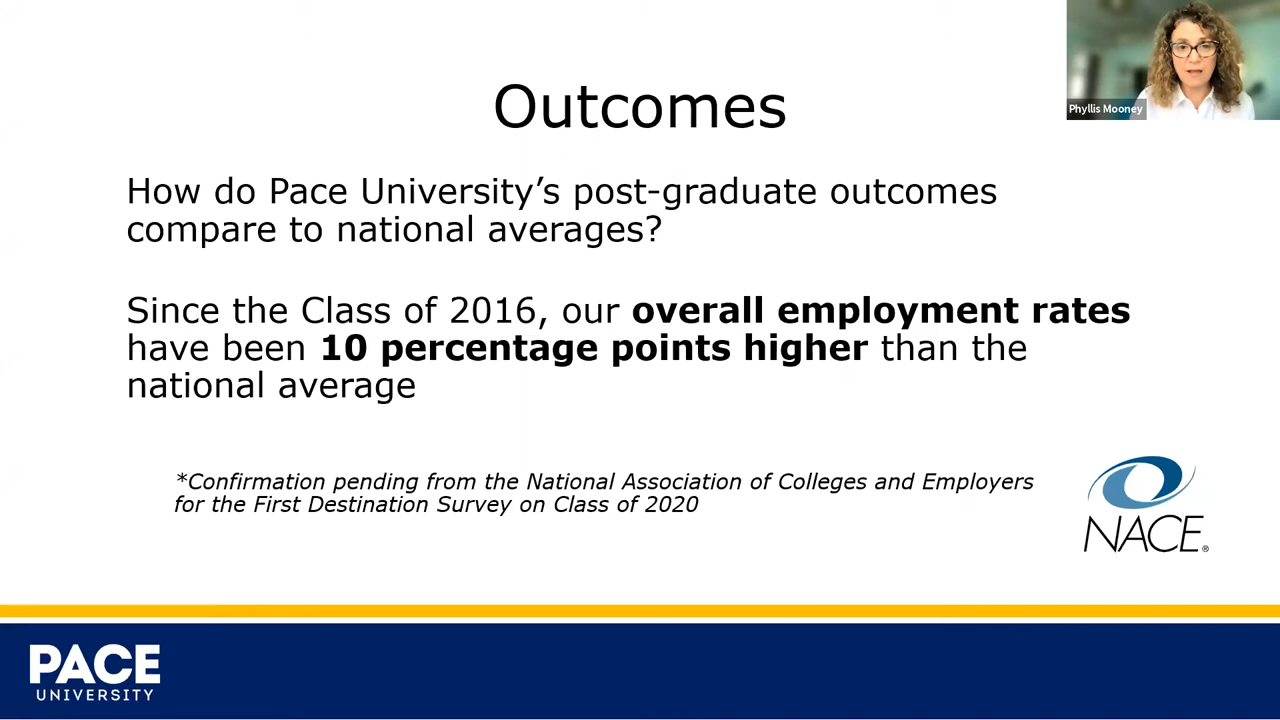 Phyllis Mooney
Outcomes
How do Pace University’s post-graduate outcomes
compare to national averages?
Since the Class of 2016, our overall employment rates
have been 10 percentage points higher than the
national average
*Confirmation pending from the National Association of Colleges and Employers
for the First Destination Survey on Class of 2020
NACE®
PACE
UNIVERSITY